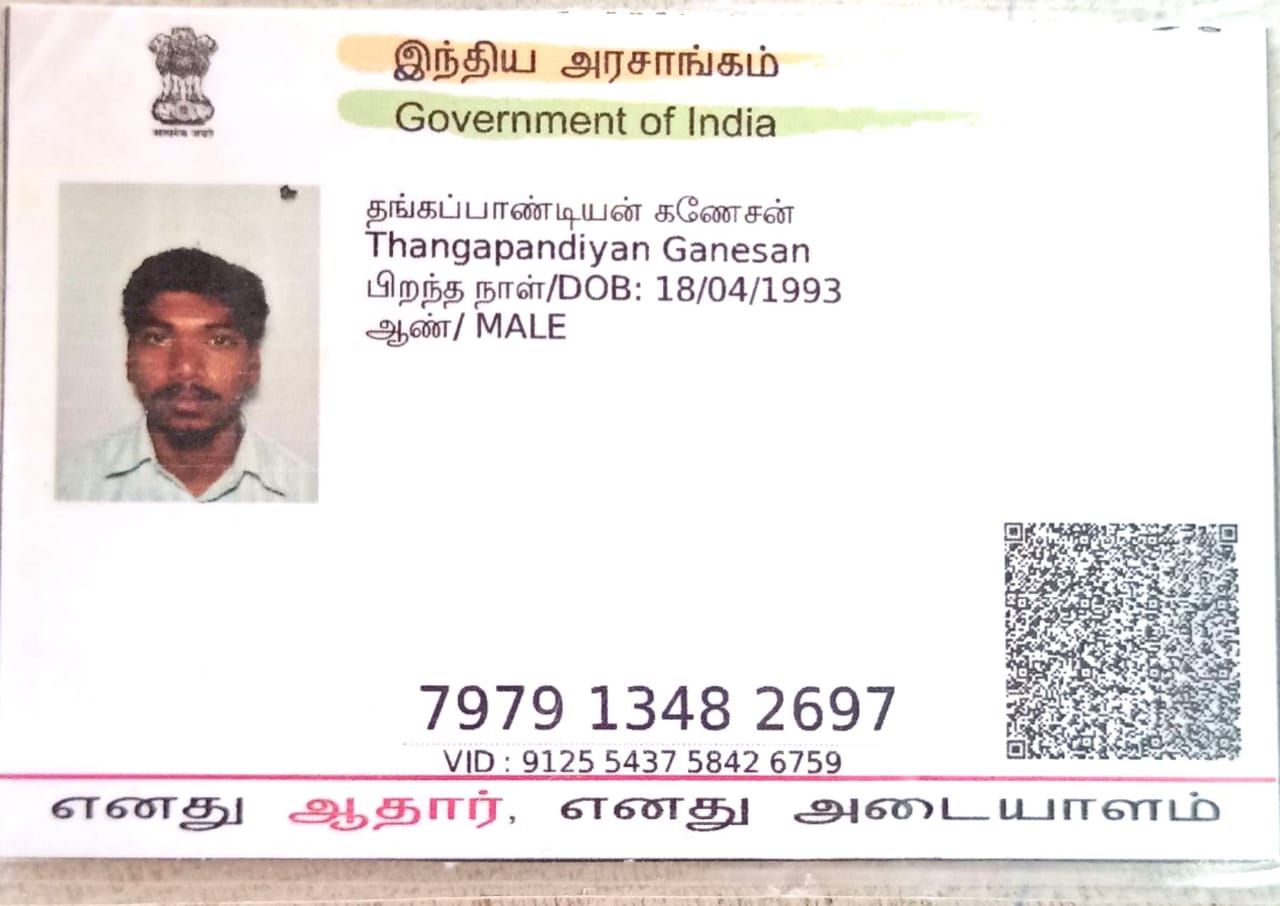 सत्यमेव जयते
இந்திய அரசாங்கம்
Government of India
தங்கப்பாண்டியன் கணேசன்
Thangapandiyan Ganesan
பிறந்த நாள்/DOB: 18/04/1993
ஆண்/ MALE
7979 1348 2697
VID : 9125 5437 5842 6759
எனது ஆதார், எனது அடையாளம்